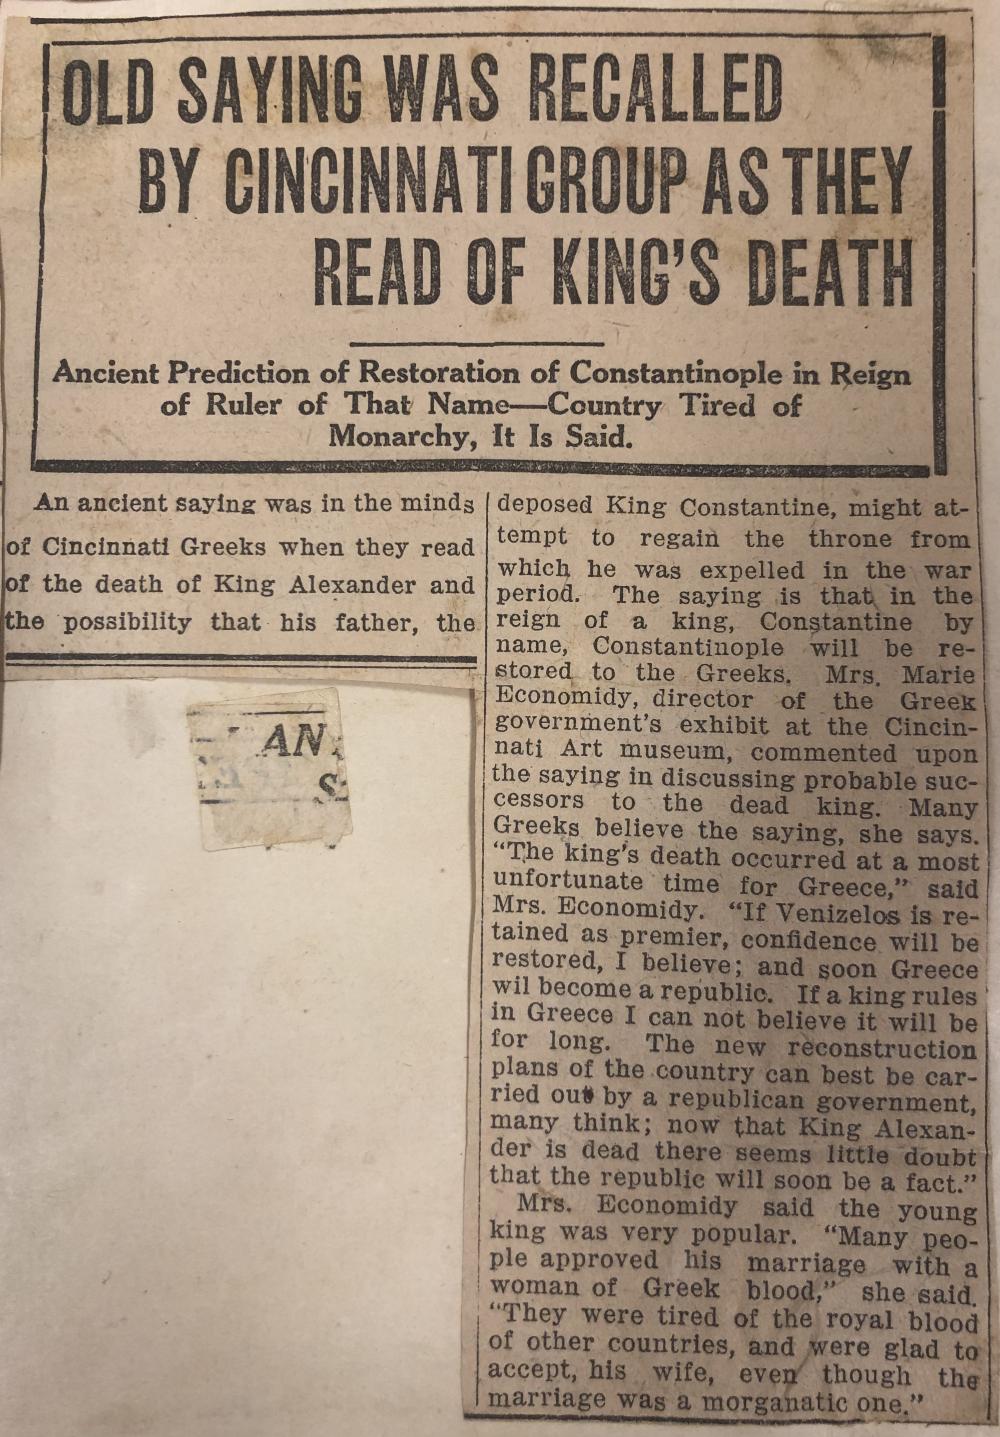 OLD SAYING WAS RECALLED
BY CINCINNATI GROUP AS THEY
READ OF KING'S DEATH
Ancient Prediction of Restoration of Constantinople in Reign
of Ruler of That Name—Country Tired of
Monarchy, It Is Said.
An ancient saying was in the minds
of Cincinnati Greeks when they read
of the death of King Alexander and
the possibility that his father, the
AN
S
deposed King Constantine, might at-
tempt to regain the throne from
which he was expelled in the war
period. The saying is that in the
reign of a king, Constantine by
name, Constantinople will be re-
stored to the Greeks. Mrs. Marie
Economidy, director of the Greek
government's exhibit at the Cincin-
nati Art museum, commented upon
the saying in discussing probable suc-
cessors to the dead king. Many
Greeks believe the saying, she says.
"The king's death occurred at a most
unfortunate time for Greece," said
Mrs. Economidy. "If Venizelos is re-
tained as premier, confidence will be
restored, I believe; and soon Greece
wil become a republic. If a king rules
in Greece I can not believe it will be
for long. The new reconstruction
plans of the country can best be car-
ried out by a republican government,
many think; now that King Alexan-
der is dead there seems little doubt
that the republic will soon be a fact."
Mrs. Economidy said the young
king was very popular. "Many peo-
ple approved his marriage with a
woman of Greek blood," she said.
"They were tired of the royal blood
of other countries, and were glad to
accept, his wife, even though the
marriage was a morganatic one."